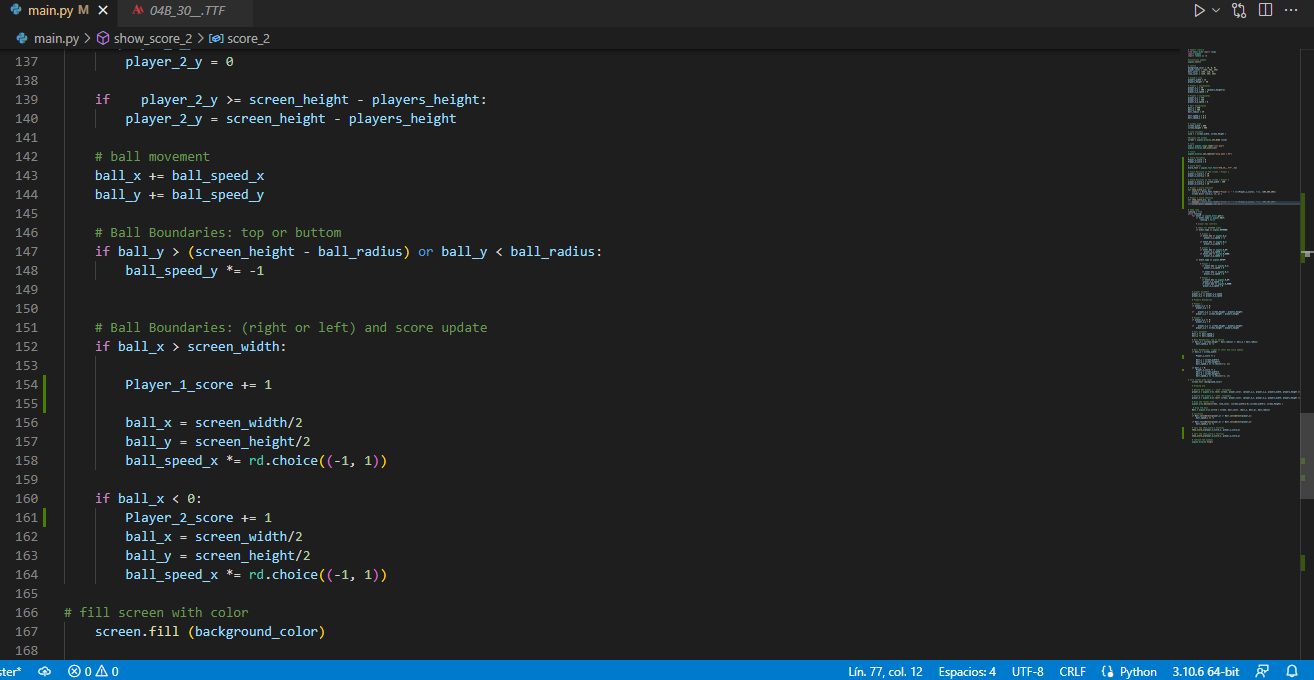 main.py M
04B_30__.TTF
main.py > show_score_2 > score_2
137 player_2_y = 0
138
139 if    player_2_y >= screen_height - players_height:
140 player_2_y = screen_height - players_height
141
142 # ball movement
143 ball_x += ball_speed_x
144 ball_y += ball_speed_y
145
146 # Ball Boundaries: top or buttom
147 if ball_y > (screen_height - ball_radius) or ball_y < ball_radius:
148 ball_speed_y *= -1
149
150
151 # Ball Boundaries: (right or left) and score update
152 if ball_x > screen_width:
153
154 Player_1_score += 1
155
156 ball_x = screen_width/2
157 ball_y = screen_height/2
158 ball_speed_x *= rd.choice((-1, 1))
159
160 if ball_x < 0:
161 Player_2_score += 1
162 ball_x = screen_width/2
163 ball_y = screen_height/2
164 ball_speed_x *= rd.choice((-1, 1))
165
166 # fill screen with color
167 screen.fill (background_color)
168
ster* 0 0 Lín. 77, col. 12 Espacios: 4 UTF-8 CRLF Python 3.10.6 64-bit